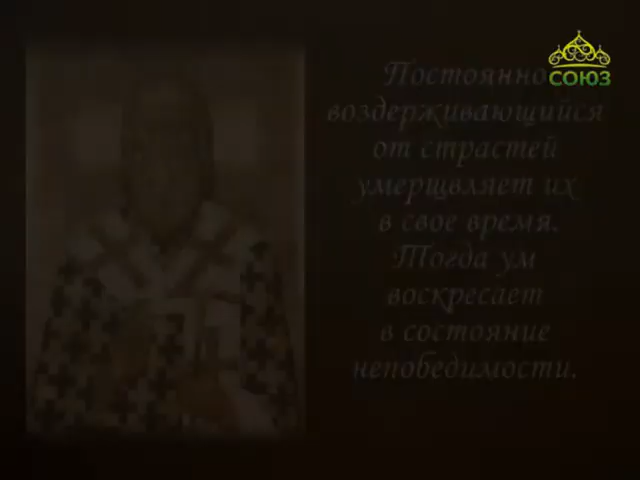 СОЮЗ
Постоянно
воздерживающийся
от страстей
умерщвляет их
в свое время.
Тогда ум
воскресает
в состояние
непобедимости.